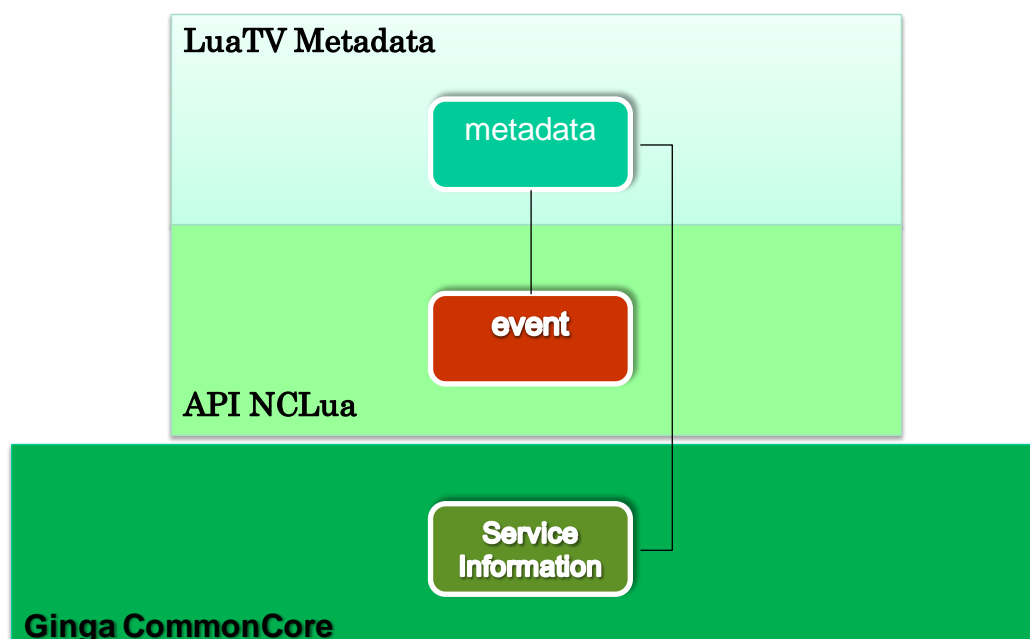 LuaTV Metadata
metadata
event
API NCLua
Service
Information
Ginga CommonCore